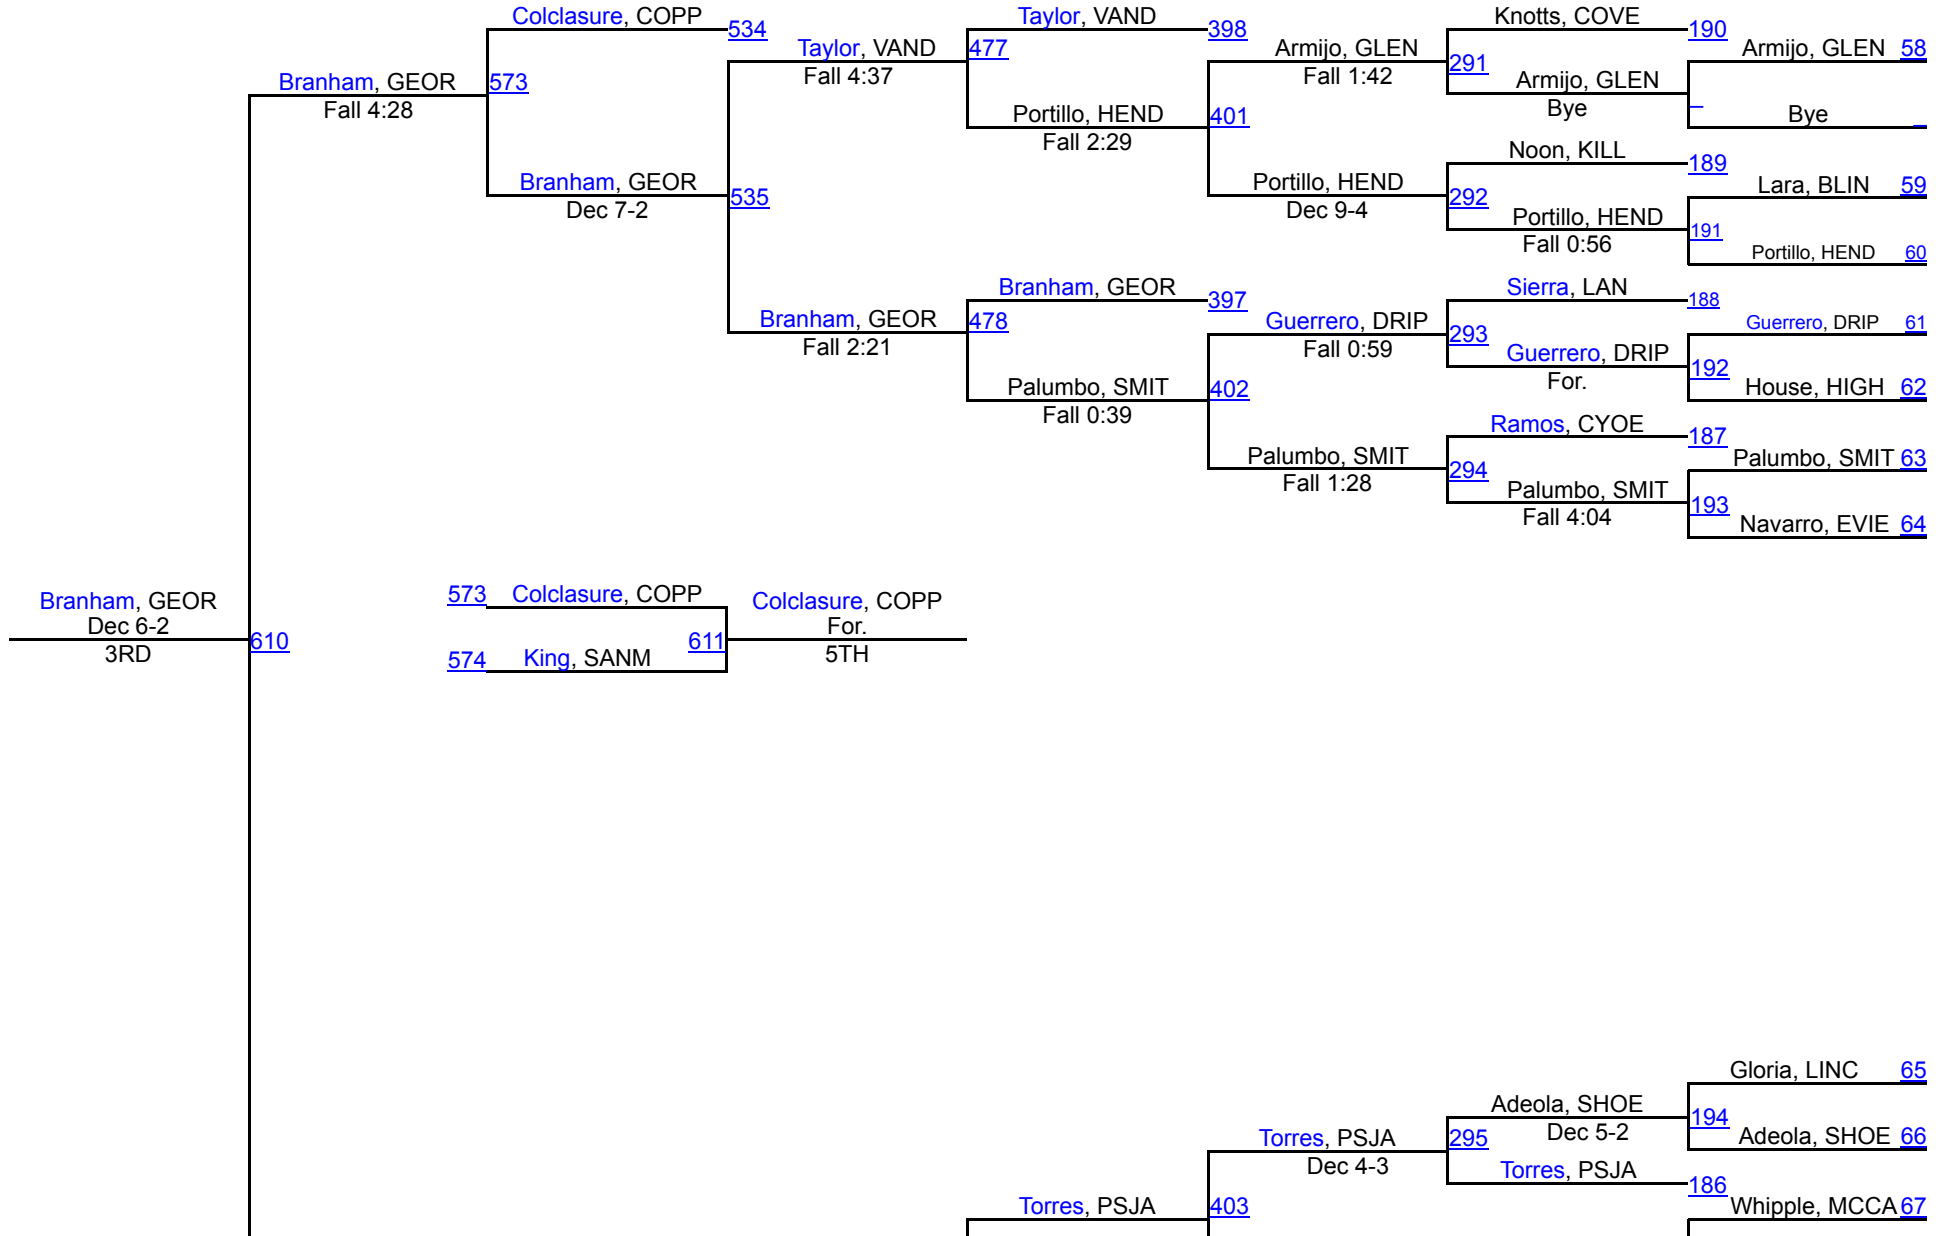 Colclasure, COPP
534
Taylor, VAND
398
Knotts, COVE
190
Taylor, VAND
Fall 4:37
477
Armijo, GLEN
Fall 1:42
291
Armijo, GLEN 58
Branham, GEOR
Fall 4:28
573
Armijo, GLEN
Bye
Bye
Portillo, HEND
Fall 2:29
401
Noon, KILL
189
Branham, GEOR
Dec 7-2
535
Portillo, HEND
Dec 9-4
292
Lara, BLIN 59
Portillo, HEND
Fall 0:56
191
Portillo, HEND 60
Branham, GEOR
397
Sierra, LAN
188
Branham, GEOR
Fall 2:21
478
Guerrero, DRIP
Fall 0:59
293
Guerrero, DRIP 61
Guerrero, DRIP
For.
192
House, HIGH 62
Palumbo, SMIT
Fall 0:39
402
Ramos, CYOE
187
Palumbo, SMIT
Fall 1:28
294
Palumbo, SMIT 63
Palumbo, SMIT
Fall 4:04
193
Navarro, EVIE 64
Branham, GEOR
Dec 6-2
3RD
610
573 Colclasure, COPP
574 King, SANM
611
Colclasure, COPP
For.
5TH
Gloria, LINC 65
Adeola, SHOE
Dec 5-2
194
Adeola, SHOE 66
Torres, PSJA
Dec 4-3
295
Torres, PSJA
186
Torres, PSJA
403
Whipple, MCCA 67